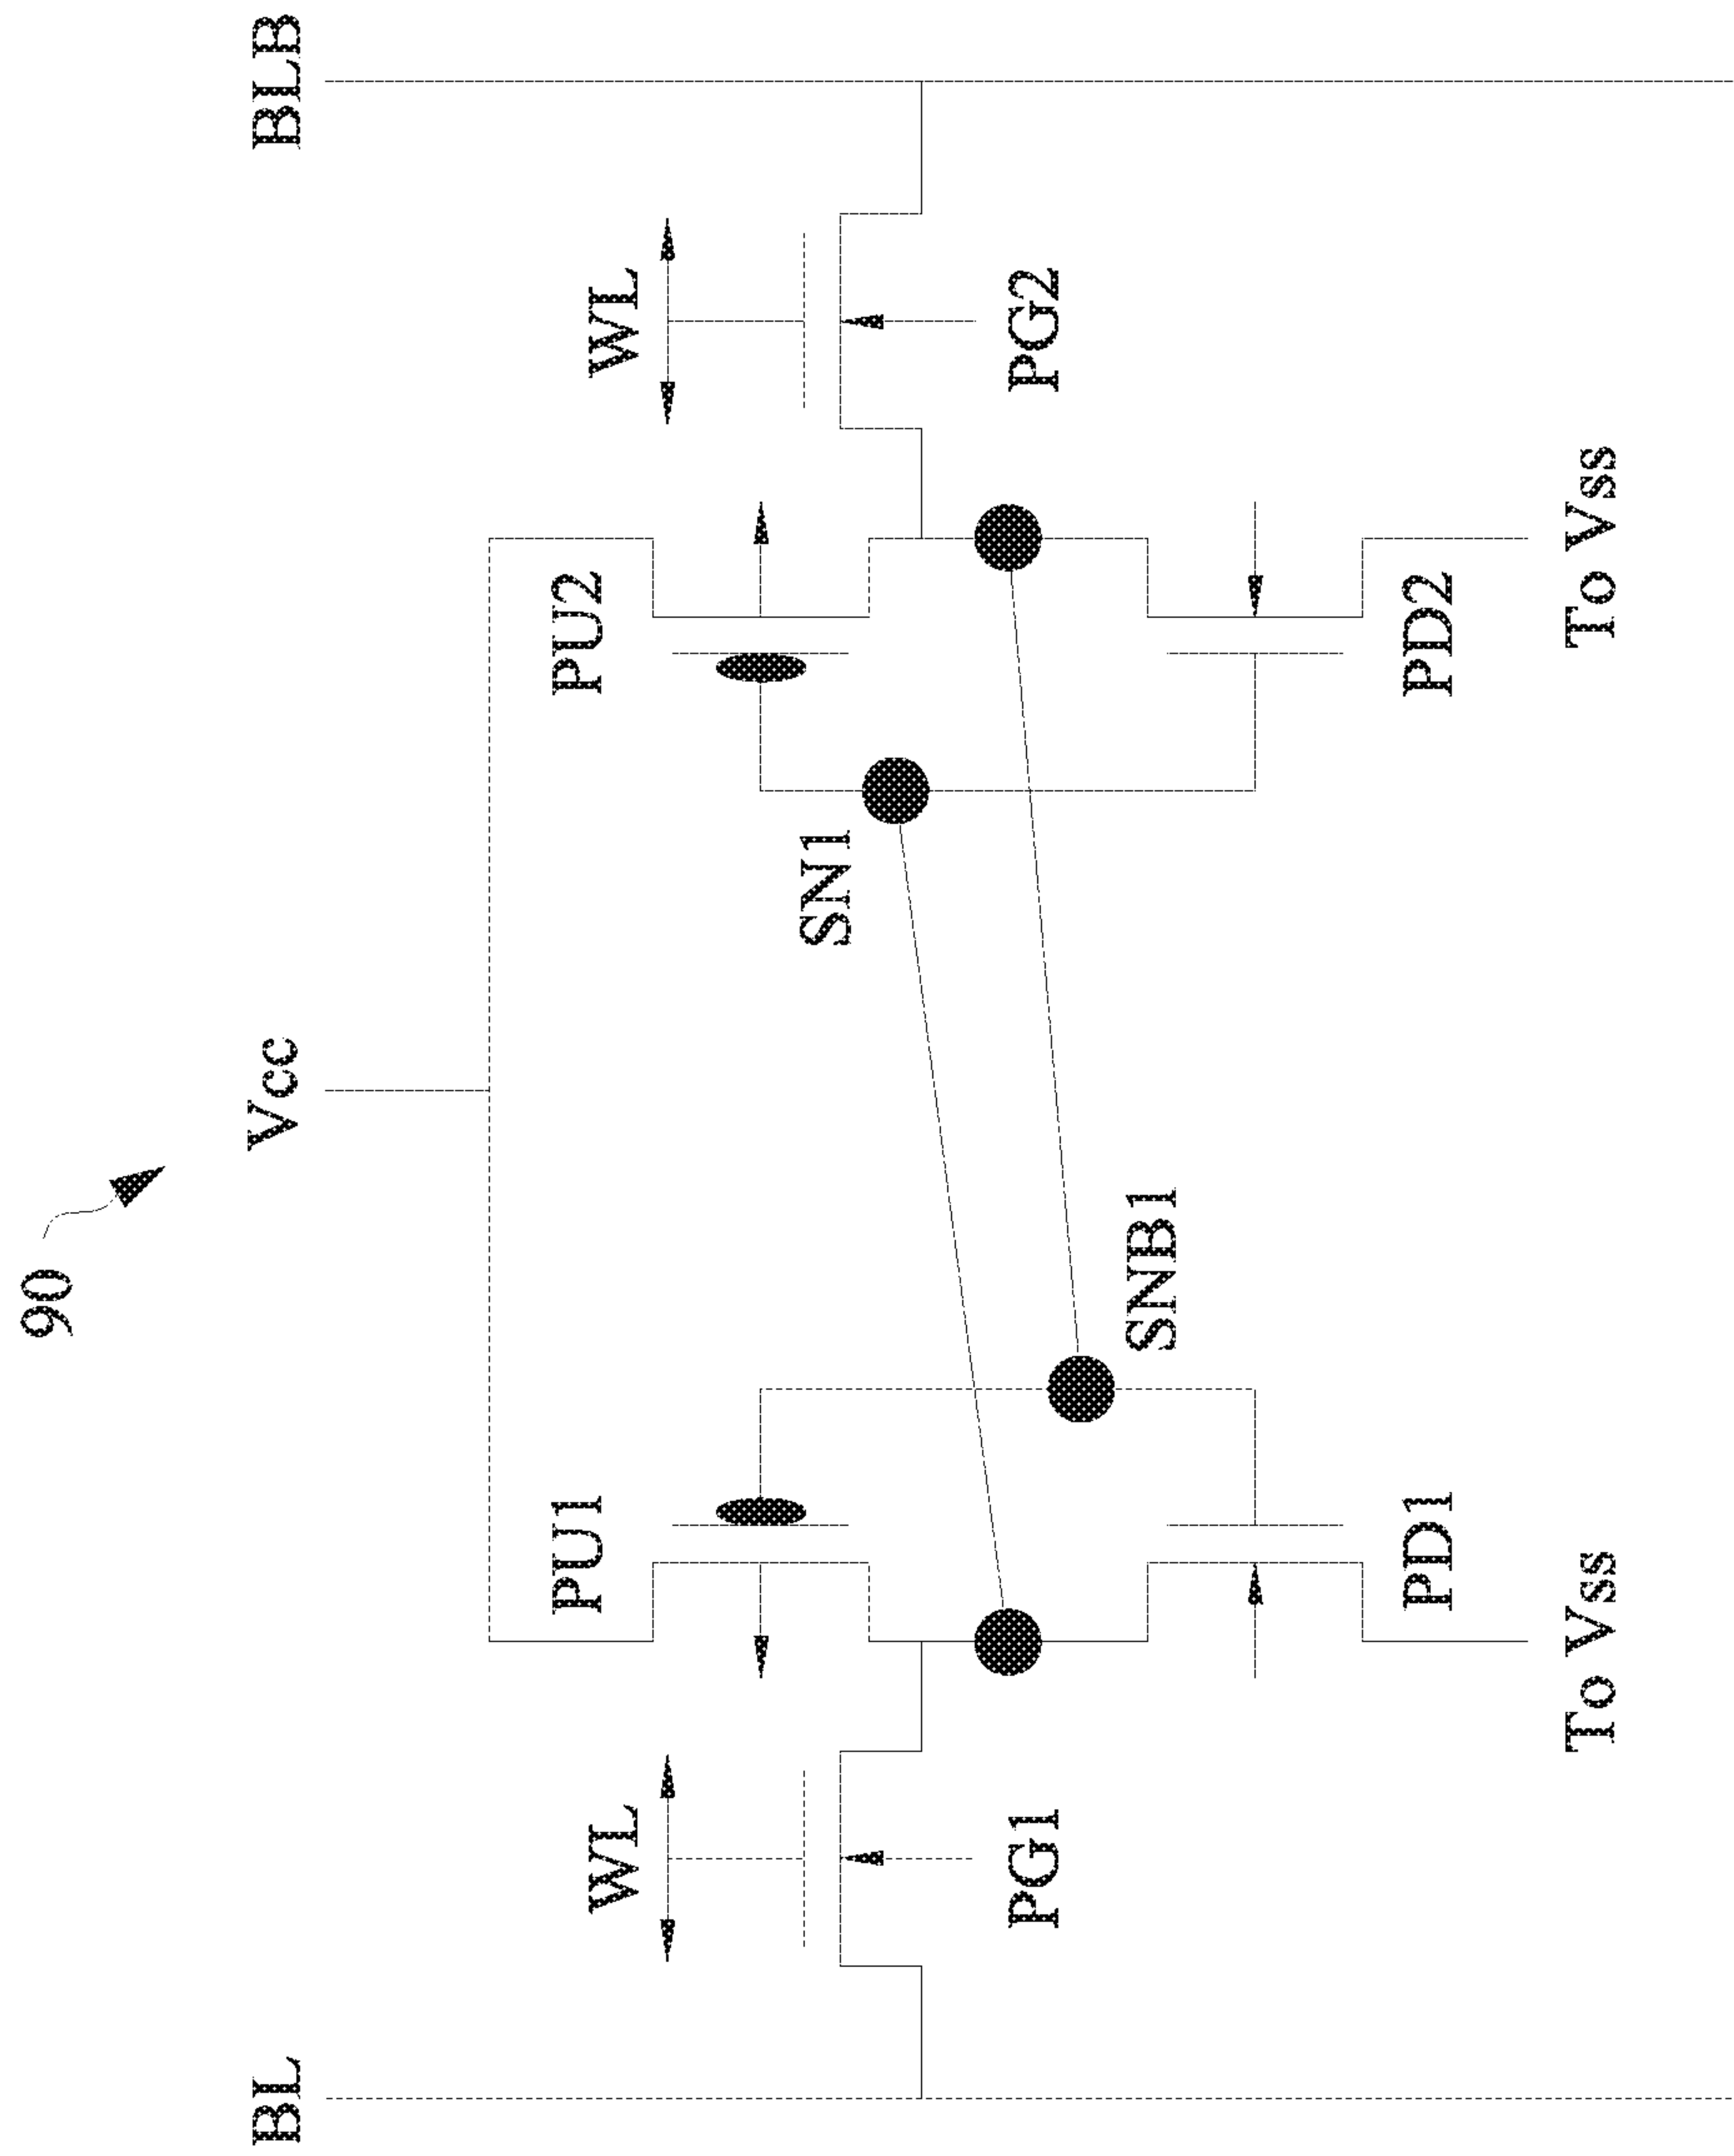 90
BL
Vcc
BLB
WL
WL
PU1
PU2
SN1
PG1
PG2
SNB1
PD1
PD2
To Vss
To Vss